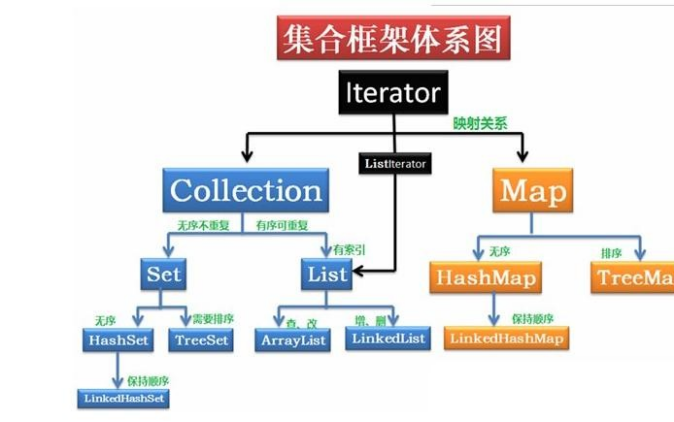 集合框架体系图
Iterator
映射关系
ListIterator
Collection
Map
无序不重复
有序可重复
有索引
无序
排序
Set
List
HashMap
TreeMa
无序
需要排序
查、改
增、删
保持顺序
HashSet
TreeSet
ArrayList
LinkedList
LinkedHashMap
保持顺序
LinkedHashSet